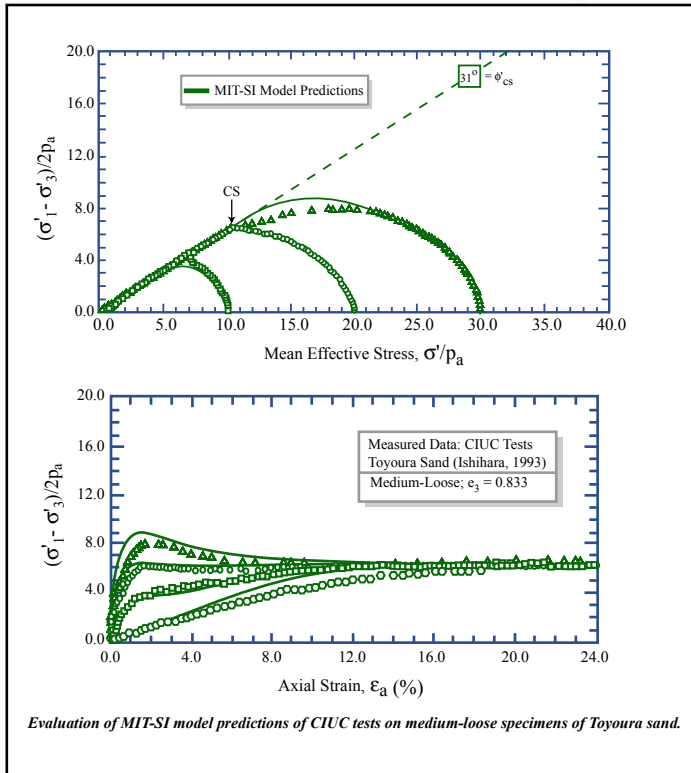 20.0
16.0
12.0
8.0
4.0
0.0
(σ'1 - σ'3)/2pa
MIT-SI Model Predictions
31° = ϕ'cs
CS
0.0 5.0 10.0 15.0 20.0 25.0 30.0 35.0 40.0
Mean Effective Stress, σ'/pa
20.0
16.0
12.0
8.0
4.0
0.0
(σ'1 - σ'3)/2pa
Measured Data: CIUC Tests
Toyoura Sand (Ishihara, 1993)
Medium-Loose; e3 = 0.833
0.0 4.0 8.0 12.0 16.0 20.0 24.0
Axial Strain, εa (%)
Evaluation of MIT-SI model predictions of CIUC tests on medium-loose specimens of Toyoura sand.